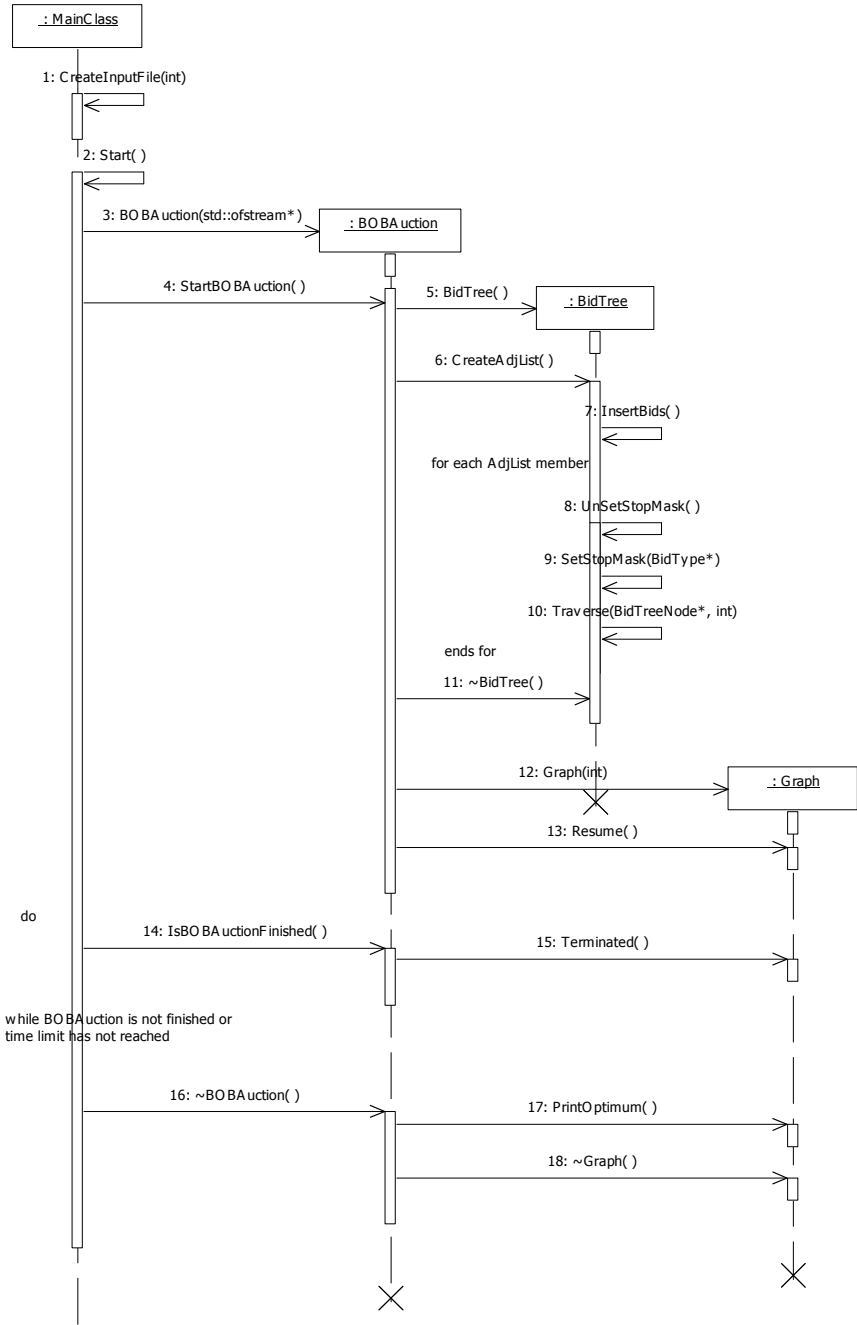 : MainClass
1: CreateInputFile(int)
2: Start( )
3: BOBAuction(std::ofstream*)
: BOBAuction
4: StartBOBAuction( )
5: BidTree( )
: BidTree
6: CreateAdjList( )
7: InsertBids( )
for each AdjList member
8: UnSetStopMask( )
9: SetStopMask(BidType*)
10: Traverse(BidTreeNode*, int)
ends for
11: ~BidTree( )
12: Graph(int)
: Graph
13: Resume( )
do
14: IsBOBAuctionFinished( )
15: Terminated( )
while BOBAuction is not finished or
time limit has not reached
16: ~BOBAuction( )
17: PrintOptimum( )
18: ~Graph( )